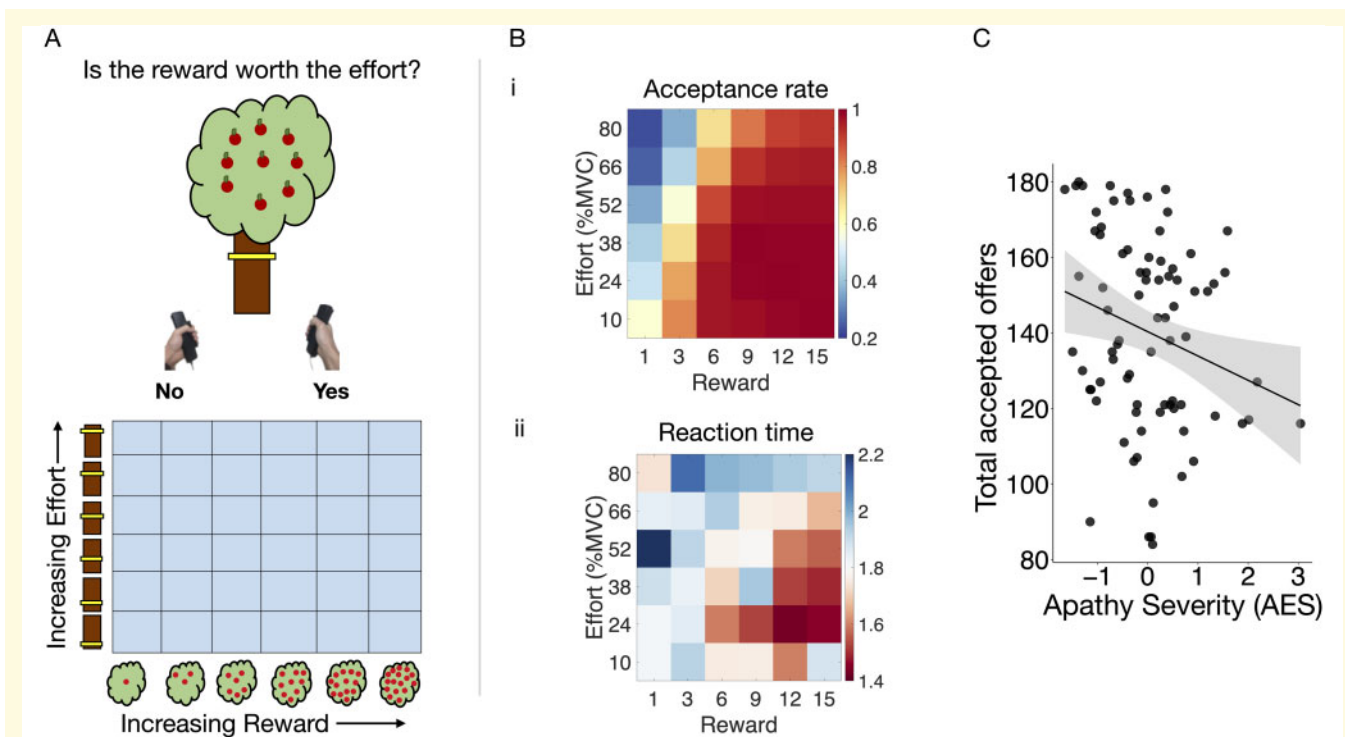 A
Is the reward worth the effort?
No Yes
Increasing Effort
Increasing Reward
B
i
Acceptance rate
Effort (%MVC)
80
66
52
38
24
10
1 3 6 9 12 15
Reward
1
0.8
0.6
0.4
0.2
ii
Reaction time
Effort (%MVC)
80
66
52
38
24
10
1 3 6 9 12 15
Reward
2.2
2
1.8
1.6
1.4
C
Total accepted offers
180
160
140
120
100
80
−1 0 1 2 3
Apathy Severity (AES)